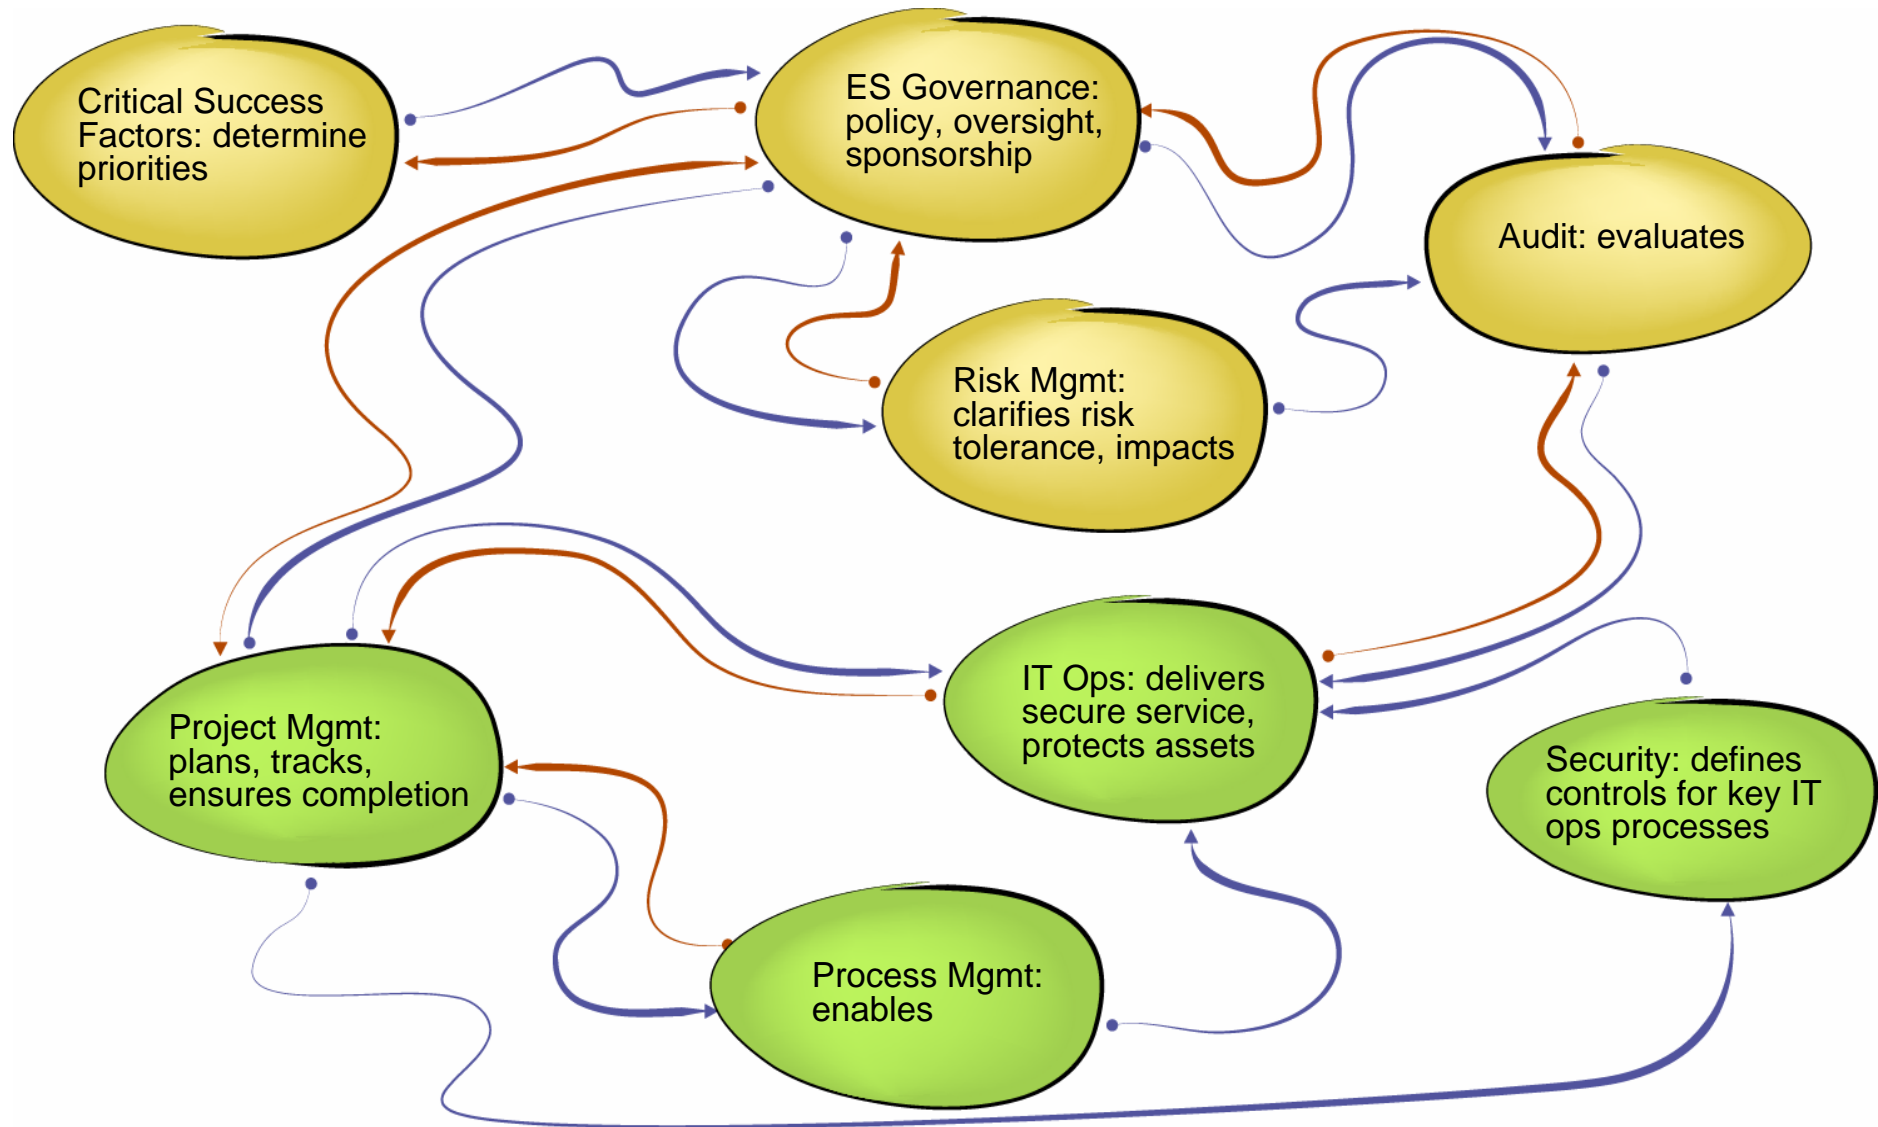 Critical Success
Factors: determine
priorities
ES Governance:
policy, oversight,
sponsorship
Audit: evaluates
Risk Mgmt:
clarifies risk
tolerance, impacts
Project Mgmt:
plans, tracks,
ensures completion
IT Ops: delivers
secure service,
protects assets
Security: defines
controls for key IT
ops processes
Process Mgmt:
enables